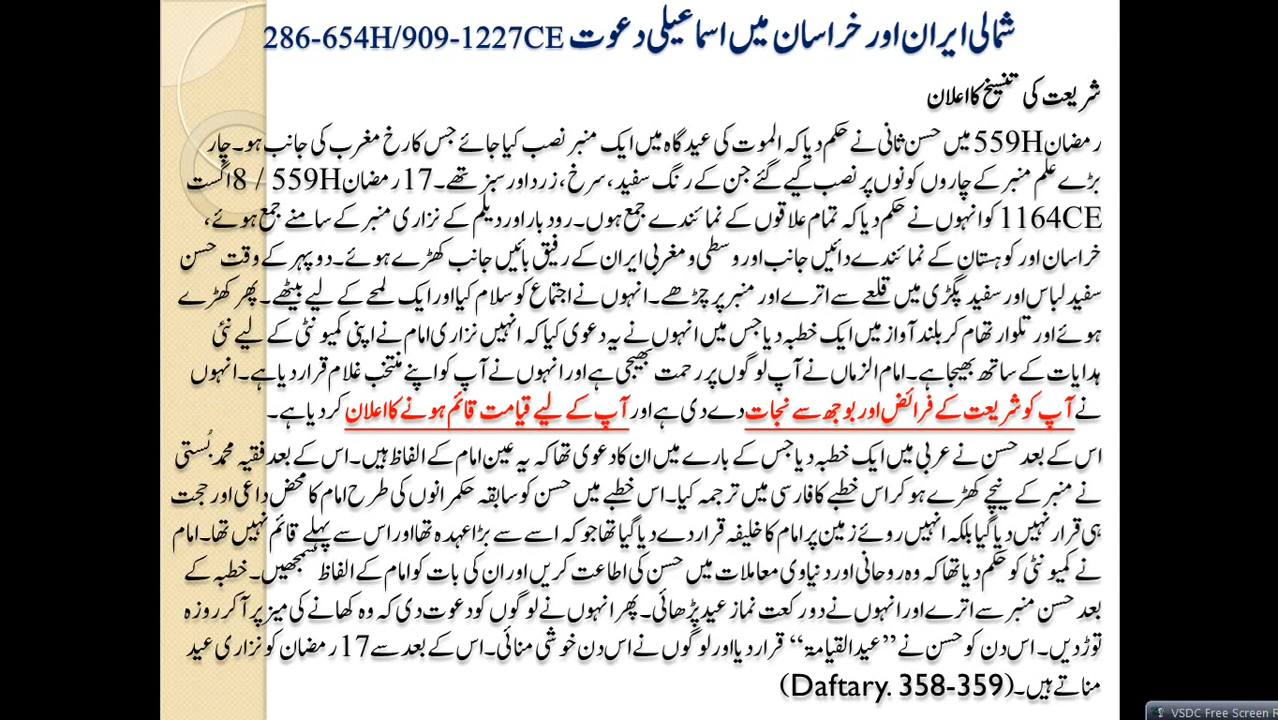 شمالی ایران اور خراسان میں اسماعیلی دعوت 286-654H/909-1227CE
شریعت کی تنسیخ کا اعلان
رمضان 559H میں حسن ثانی نے حکم دیا کہ الموت کی عید گاہ میں ایک منبر نصب کیا جائے جس کا رخ مغرب کی جانب ہو۔ چار
بڑے علم منبر کے چاروں کونوں پر نصب کیے گئے جن کے رنگ سفید، سرخ، زرد اور سبز تھے۔ 17 رمضان 559H / 8 اگست
1164CE کو انہوں نے حکم دیا کہ تمام علاقوں کے نمائندے جمع ہوں۔ رودبار اور دیلم کے نزاری منبر کے سامنے جمع ہوئے،
خراسان اور کوہستان کے نمائندے دائیں جانب اور وسطی و مغربی ایران کے رفیق بائیں جانب کھڑے ہوئے۔ دوپہر کے وقت حسن
سفید لباس اور سفید پگڑی میں قلعے سے اترے اور منبر پر چڑھے۔ انہوں نے اجتماع کو سلام کیا اور ایک لمحے کے لیے بیٹھے۔ پھر کھڑے
ہوئے اور تلوار تھام کر بلند آواز میں ایک خطبہ دیا جس میں انہوں نے یہ دعوی کیا کہ انہیں نزاری امام نے اپنی کمیونٹی کے لیے نئی
ہدایات کے ساتھ بھیجا ہے۔ امام الزماں نے آپ لوگوں پر رحمت بھیجی ہے اور انہوں نے آپ کو اپنے منتخب غلام قرار دیا ہے۔ انہوں
نے آپ کو شریعت کے فرائض اور بوجھ سے نجات دے دی ہے اور آپ کے لیے قیامت قائم ہونے کا اعلان کر دیا ہے۔
اس کے بعد حسن نے عربی میں ایک خطبہ دیا جس کے بارے میں ان کا دعوی تھا کہ یہ عین امام کے الفاظ ہیں۔ اس کے بعد فقیہ محمد بُستی
نے منبر کے نیچے کھڑے ہو کر اس خطبے کا فارسی میں ترجمہ کیا۔ اس خطبے میں حسن کو سابقہ حکمرانوں کی طرح امام کا محض داعی اور حجت
ہی قرار نہیں دیا گیا بلکہ انہیں روئے زمین پر امام کا خلیفہ قرار دے دیا گیا تھا جو کہ اسے سے بڑا عہدہ تھا اور اس سے پہلے قائم نہیں تھا۔ امام
نے کمیونٹی کو حکم دیا تھا کہ وہ روحانی اور دنیاوی معاملات میں حسن کی اطاعت کریں اور ان کی بات کو امام کے الفاظ سمجھیں۔ خطبہ کے
بعد حسن منبر سے اترے اور انہوں نے دو رکعت نماز عید پڑھائی۔ پھر انہوں نے لوگوں کو دعوت دی کہ وہ کھانے کی میز پر آ کر روزہ
توڑ دیں۔ اس دن کو حسن نے ’’عید القیامۃ‘‘ قرار دیا اور لوگوں نے اس دن خوشی منائی۔ اس کے بعد سے 17 رمضان کو نزاری عید
مناتے ہیں۔ (Daftary. 358-359)
VSDC Free Screen R